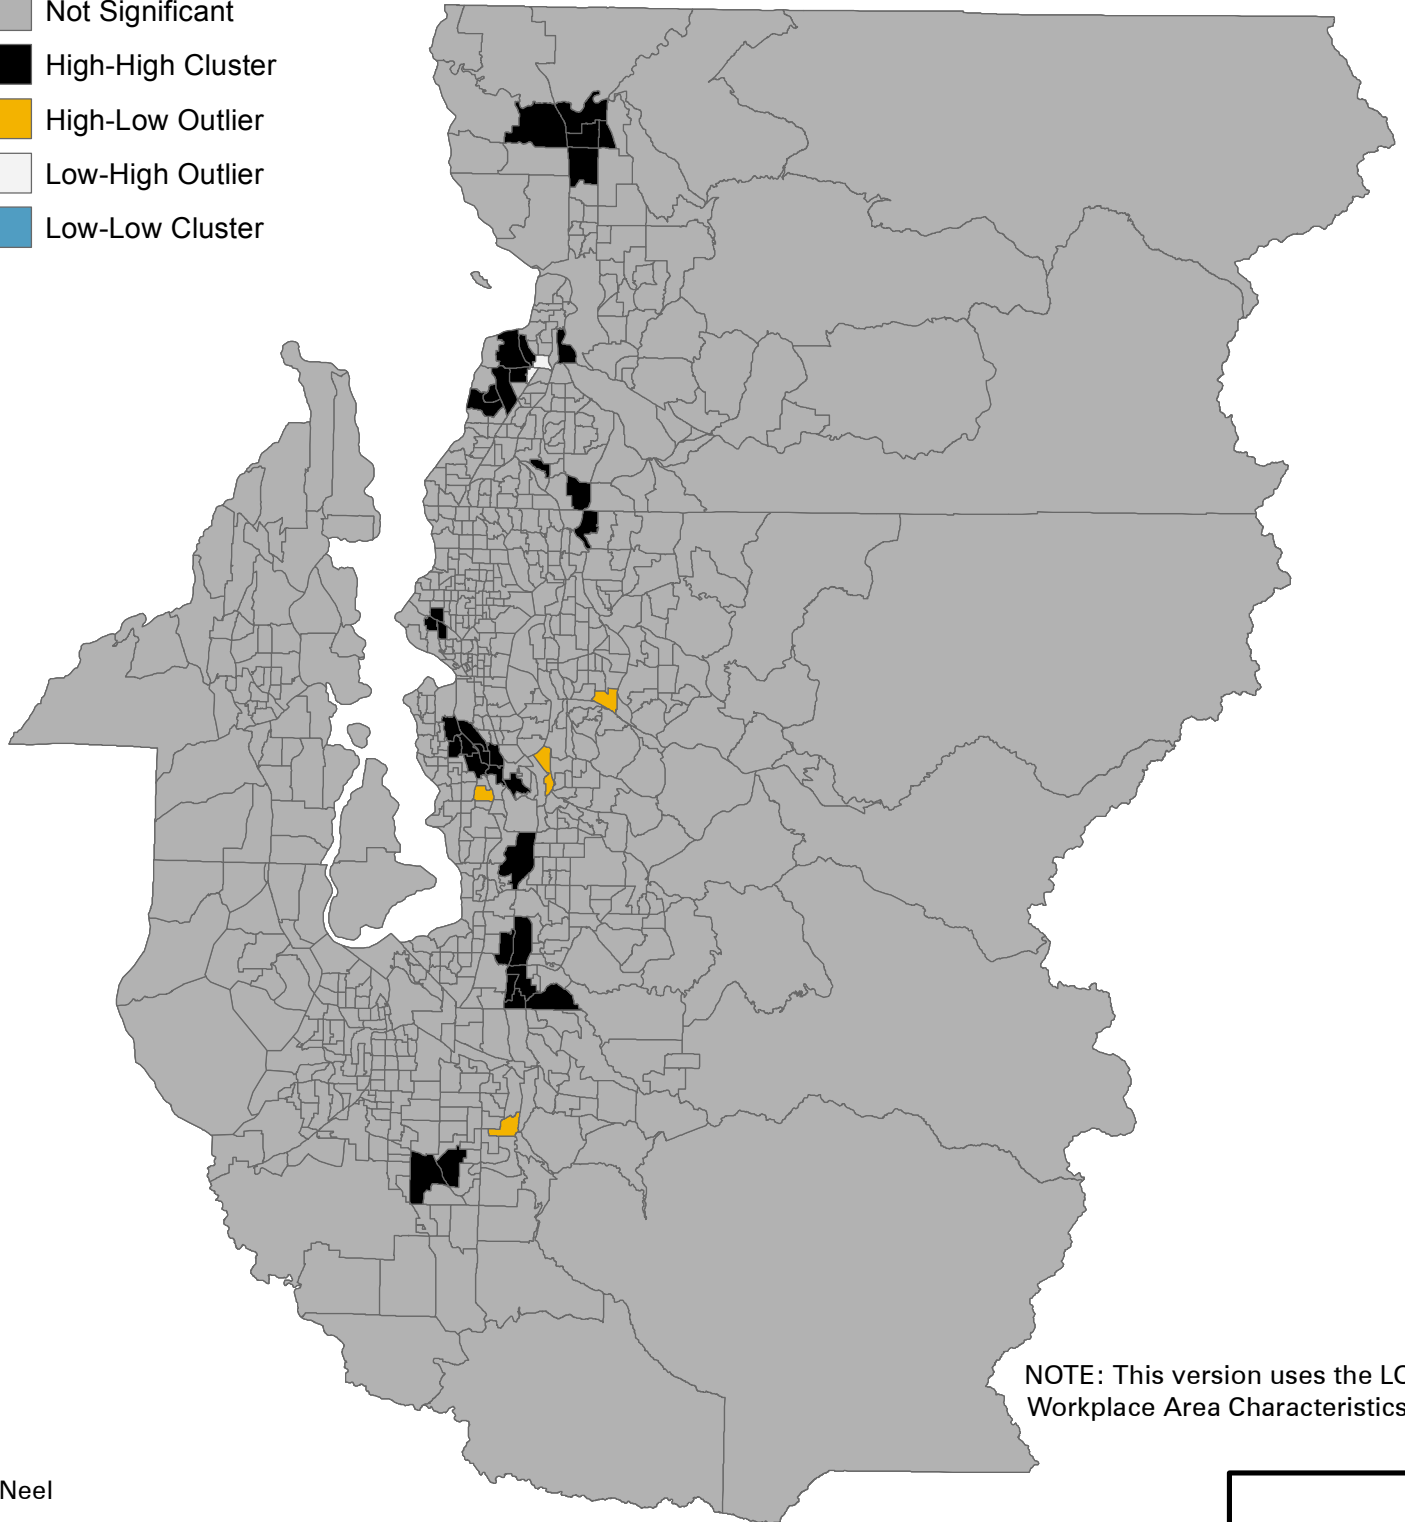 Not Significant
High-High Cluster
High-Low Outlier
Low-High Outlier
Low-Low Cluster
NOTE: This version uses the
Workplace Area Characteristics
Neel